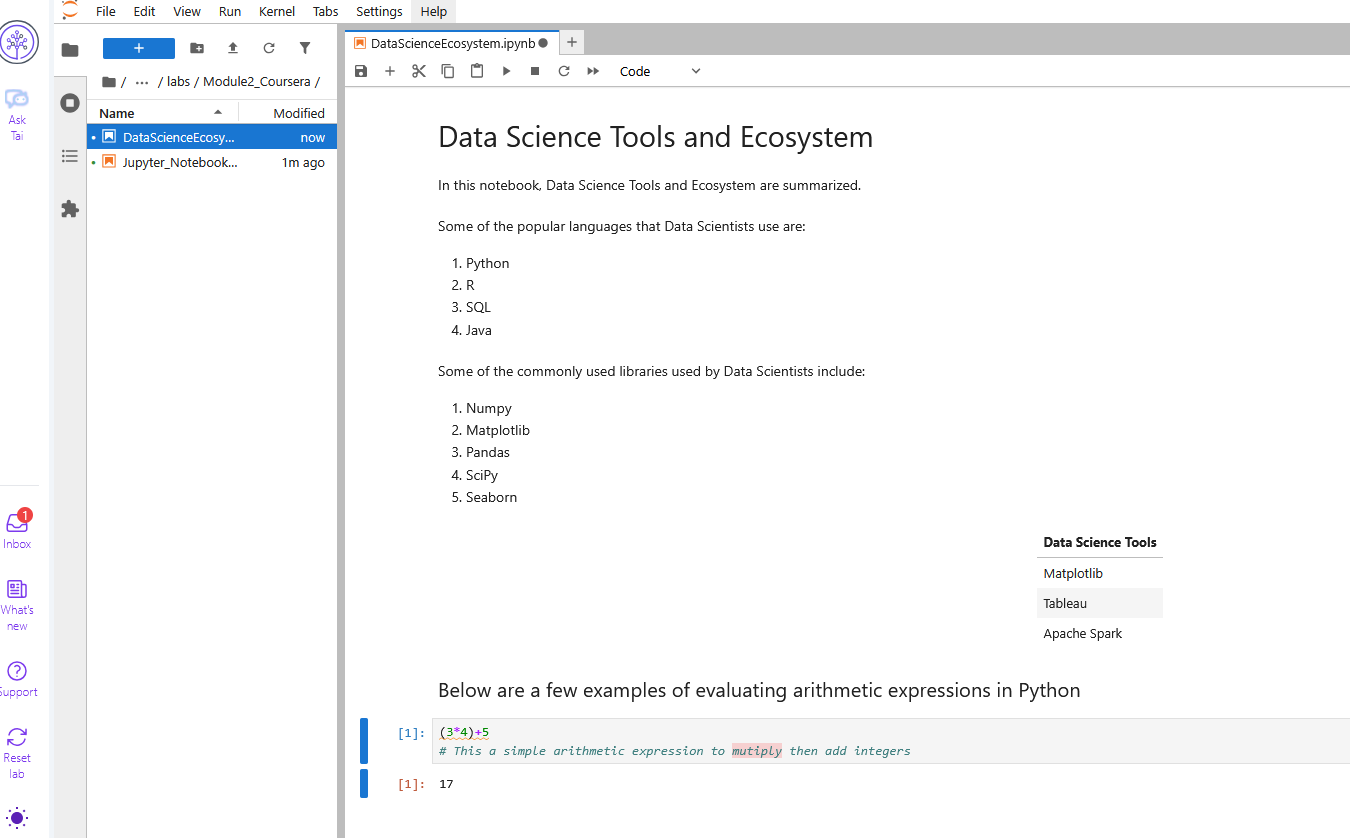 File Edit View Run Kernel Tabs Settings Help
DataScienceEcosystem.ipynb
+
Code
/ ··· / labs / Module2_Coursera /
Name Modified
DataScienceEcosy... now
Jupyter_Notebook... 1m ago
Ask
Tai
1
Inbox
What's
new
Support
Reset
lab
Data Science Tools and Ecosystem
In this notebook, Data Science Tools and Ecosystem are summarized.
Some of the popular languages that Data Scientists use are:
1. Python
2. R
3. SQL
4. Java
Some of the commonly used libraries used by Data Scientists include:
1. Numpy
2. Matplotlib
3. Pandas
4. SciPy
5. Seaborn
Data Science Tools
Matplotlib
Tableau
Apache Spark
Below are a few examples of evaluating arithmetic expressions in Python
[1]: (3*4)+5
# This a simple arithmetic expression to mutiply then add integers
[1]: 17